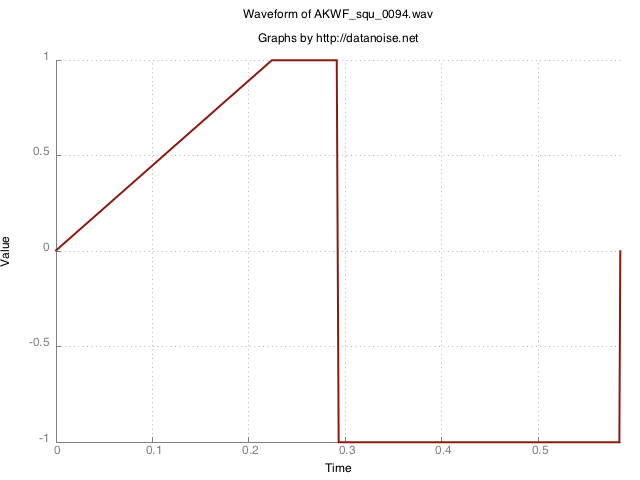 Waveform of AKWF_squ_0094.wav
Graphs by http://datanoise.net
1
0.5
0
-0.5
-1
Value
0 0.1 0.2 0.3 0.4 0.5
Time